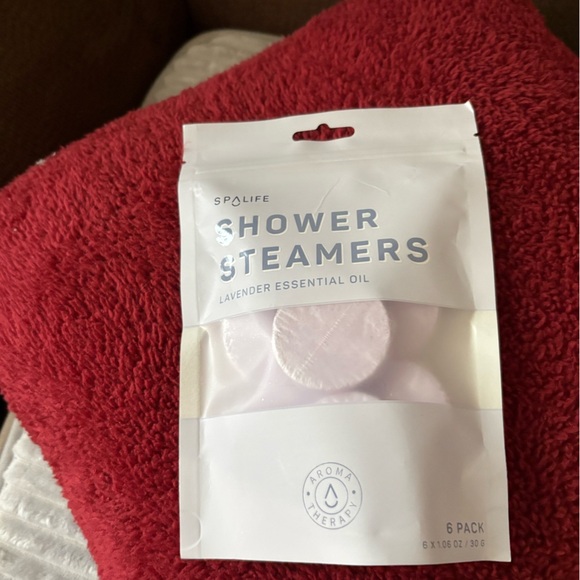 SPALIFE
SHOWER
STEAMERS
LAVENDER ESSENTIAL OIL
AROMA
THERAPY
6 PACK
6 X 1.06 OZ / 30 G